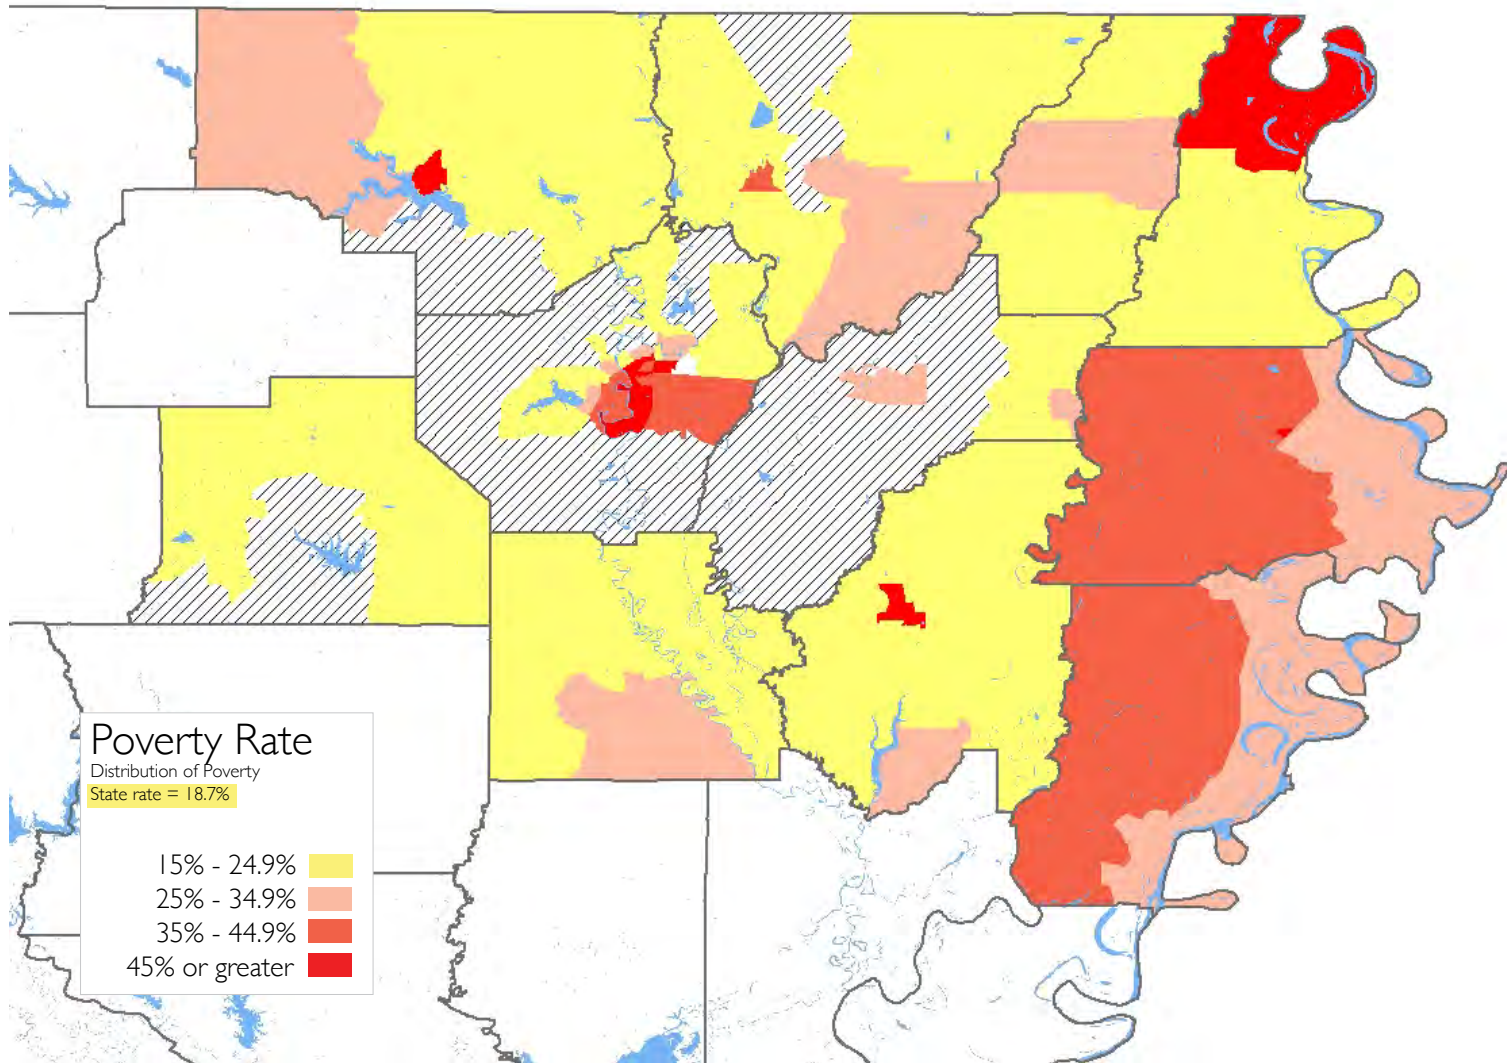 Poverty Rate
Distribution of Poverty
State rate = 18.7%
15% - 24.9%
25% - 34.9%
35% - 44.9%
45% or greater